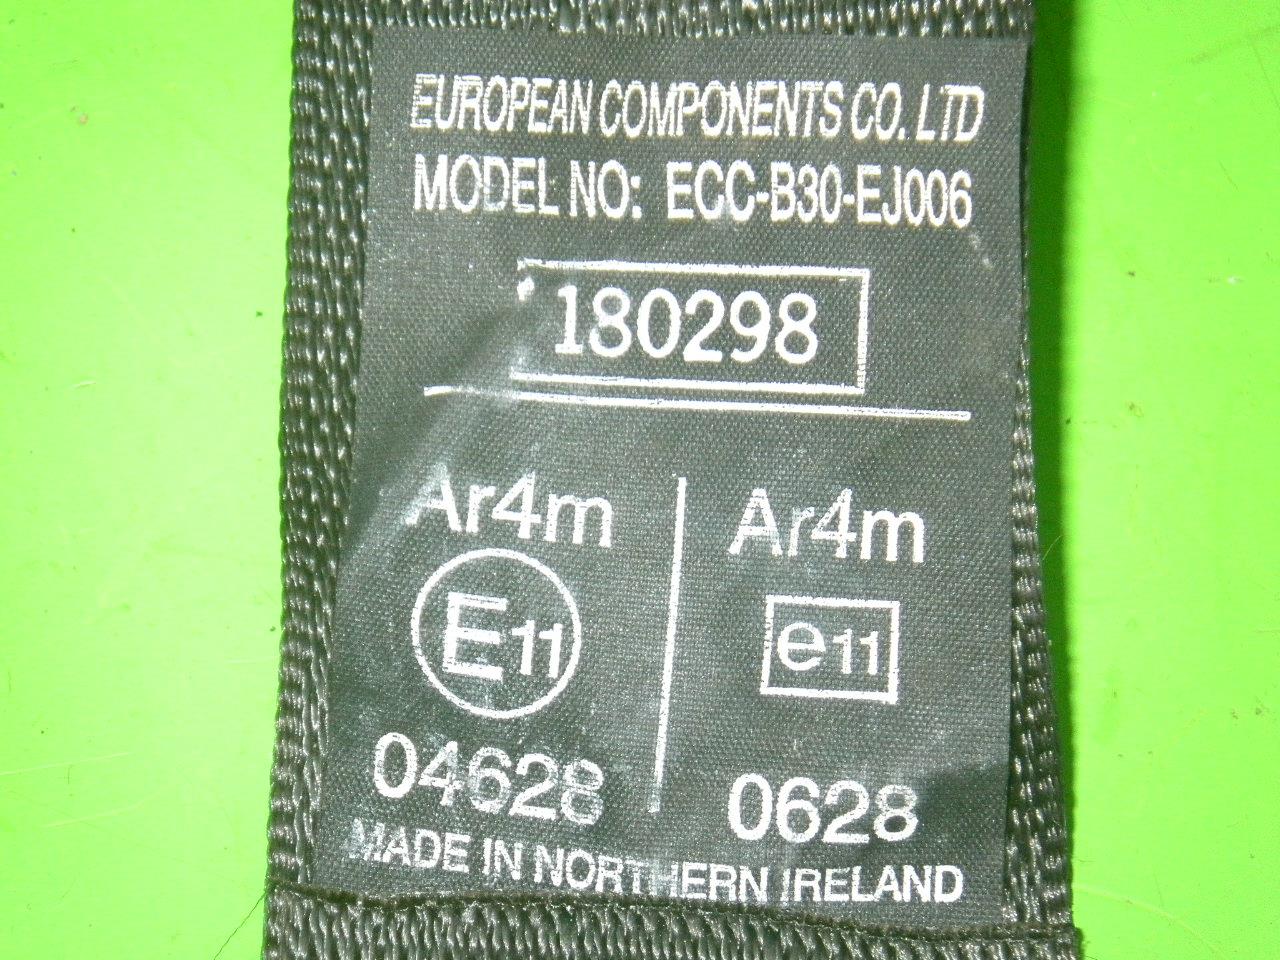 EUROPEAN COMPONENTS CO. LTD
MODEL NO: ECC-B30-EJ006
180298
Ar4m Ar4m
E11 e11
04628 0628
MADE IN NORTHERN IRELAND